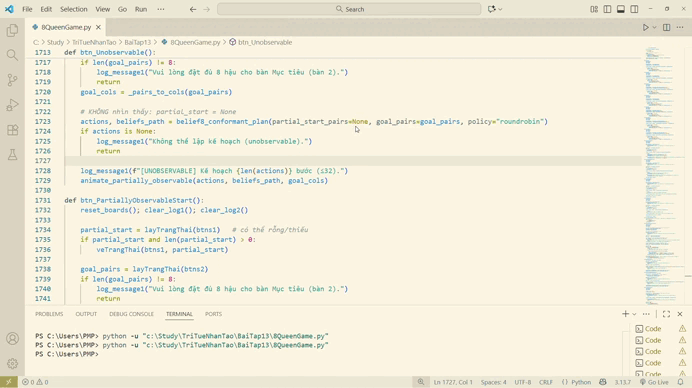 File Edit Selection View Go Run ... Search
8QueenGame.py
C: > Study > TriTueNhanTao > BaiTap13 > 8QueenGame.py > btn_Unobservable
1713 def btn_Unobservable():
1717 if len(goal_pairs) != 8:
1718 log_message1("Vui lòng đặt đủ 8 hậu cho bàn Mục tiêu (bàn 2).")
1719 return
1720 goal_cols = _pairs_to_cols(goal_pairs)
1721
1722 # KHÔNG nhìn thấy: partial_start = None
1723 actions, beliefs_path = belief8_conformant_plan(partial_start_pairs=None, goal_pairs=goal_pairs, policy="roundrobin")
1724 if actions is None:
1725 log_message1("Không thể lập kế hoạch (unobservable).")
1726 return
1727
1728 log_message1(f"[UNOBSERVABLE] Kế hoạch {len(actions)} bước (≤32).")
1729 animate_partially_observable(actions, beliefs_path, goal_cols)
1730
1731 def btn_PartiallyObservableStart():
1732 reset_boards(); clear_log1(); clear_log2()
1733
1734 partial_start = layTrangThai(btns1) # có thể rỗng/thiếu
1735 if partial_start and len(partial_start) > 0:
1736 veTrangThai(btns1, partial_start)
1737
1738 goal_pairs = layTrangThai(btns2)
1739 if len(goal_pairs) != 8:
1740 log_message1("Vui lòng đặt đủ 8 hậu cho bàn Mục tiêu (bàn 2).")
1741 return
PROBLEMS OUTPUT DEBUG CONSOLE TERMINAL PORTS
PS C:\Users\PMP> python -u "c:\Study\TriTueNhanTao\BaiTap13\8QueenGame.py"
PS C:\Users\PMP> python -u "c:\Study\TriTueNhanTao\BaiTap13\8QueenGame.py"
PS C:\Users\PMP>
Code
Code
Code
Code
Code
0 0 Ln 1727, Col 1 Spaces: 4 UTF-8 CRLF Python 3.13.7 Go Live